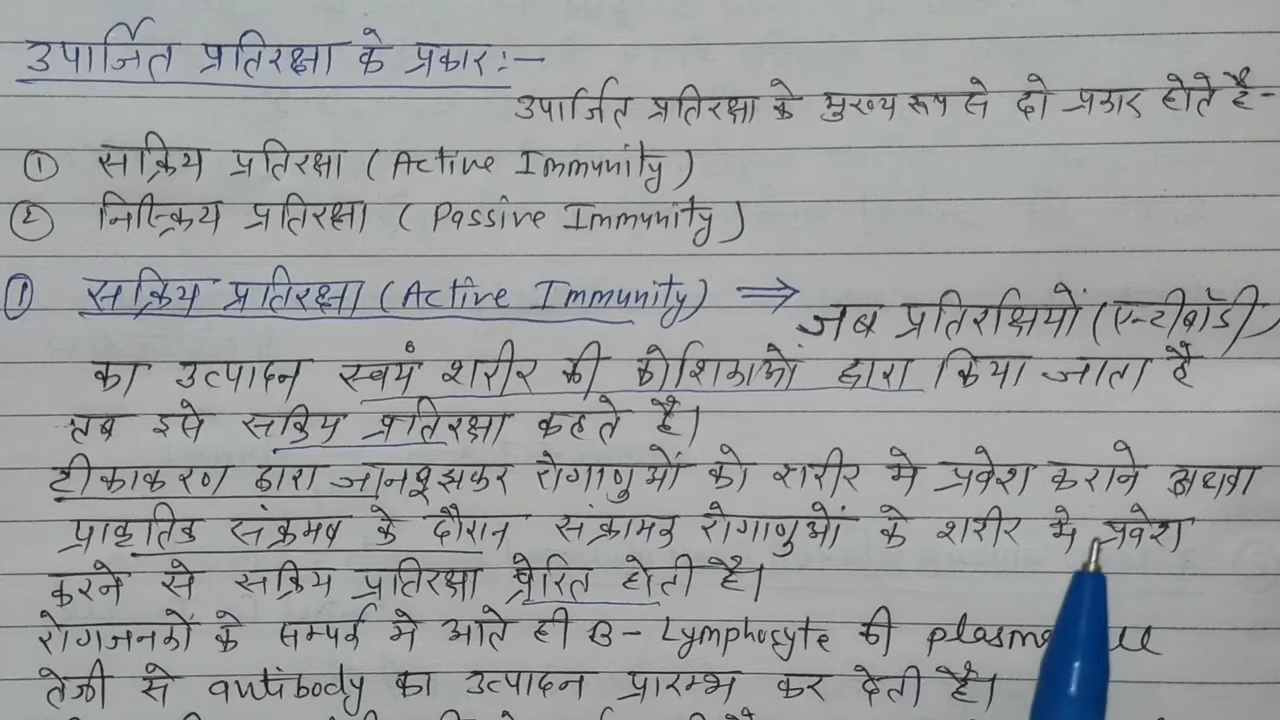 उपार्जित प्रतिरक्षा के प्रकार:-
उपार्जित प्रतिरक्षा के मुख्य रूप से दो प्रकार होते है-
① सक्रिय प्रतिरक्षा (Active Immunity)
② निष्क्रिय प्रतिरक्षा (Passive Immunity)
① सक्रिय प्रतिरक्षा (Active Immunity) ⇒
जब प्रतिरक्षियों (एन्टीबॉडी)
का उत्पादन स्वयं शरीर की कोशिकाओं द्वारा किया जाता है
तब इसे सक्रिय प्रतिरक्षा कहते है।
टीकाकरण द्वारा जानबूझकर रोगाणुओं को शरीर मे प्रवेश कराने अथवा
प्राकृतिक संक्रमण के दौरान संक्रामक रोगाणुओं के शरीर मे प्रवेश
करने से सक्रिय प्रतिरक्षा प्रेरित होती है।
रोगजनकों के सम्पर्क मे आते ही B-Lymphocyte की plasma
तेजी से antibody का उत्पादन प्रारम्भ कर देती है।